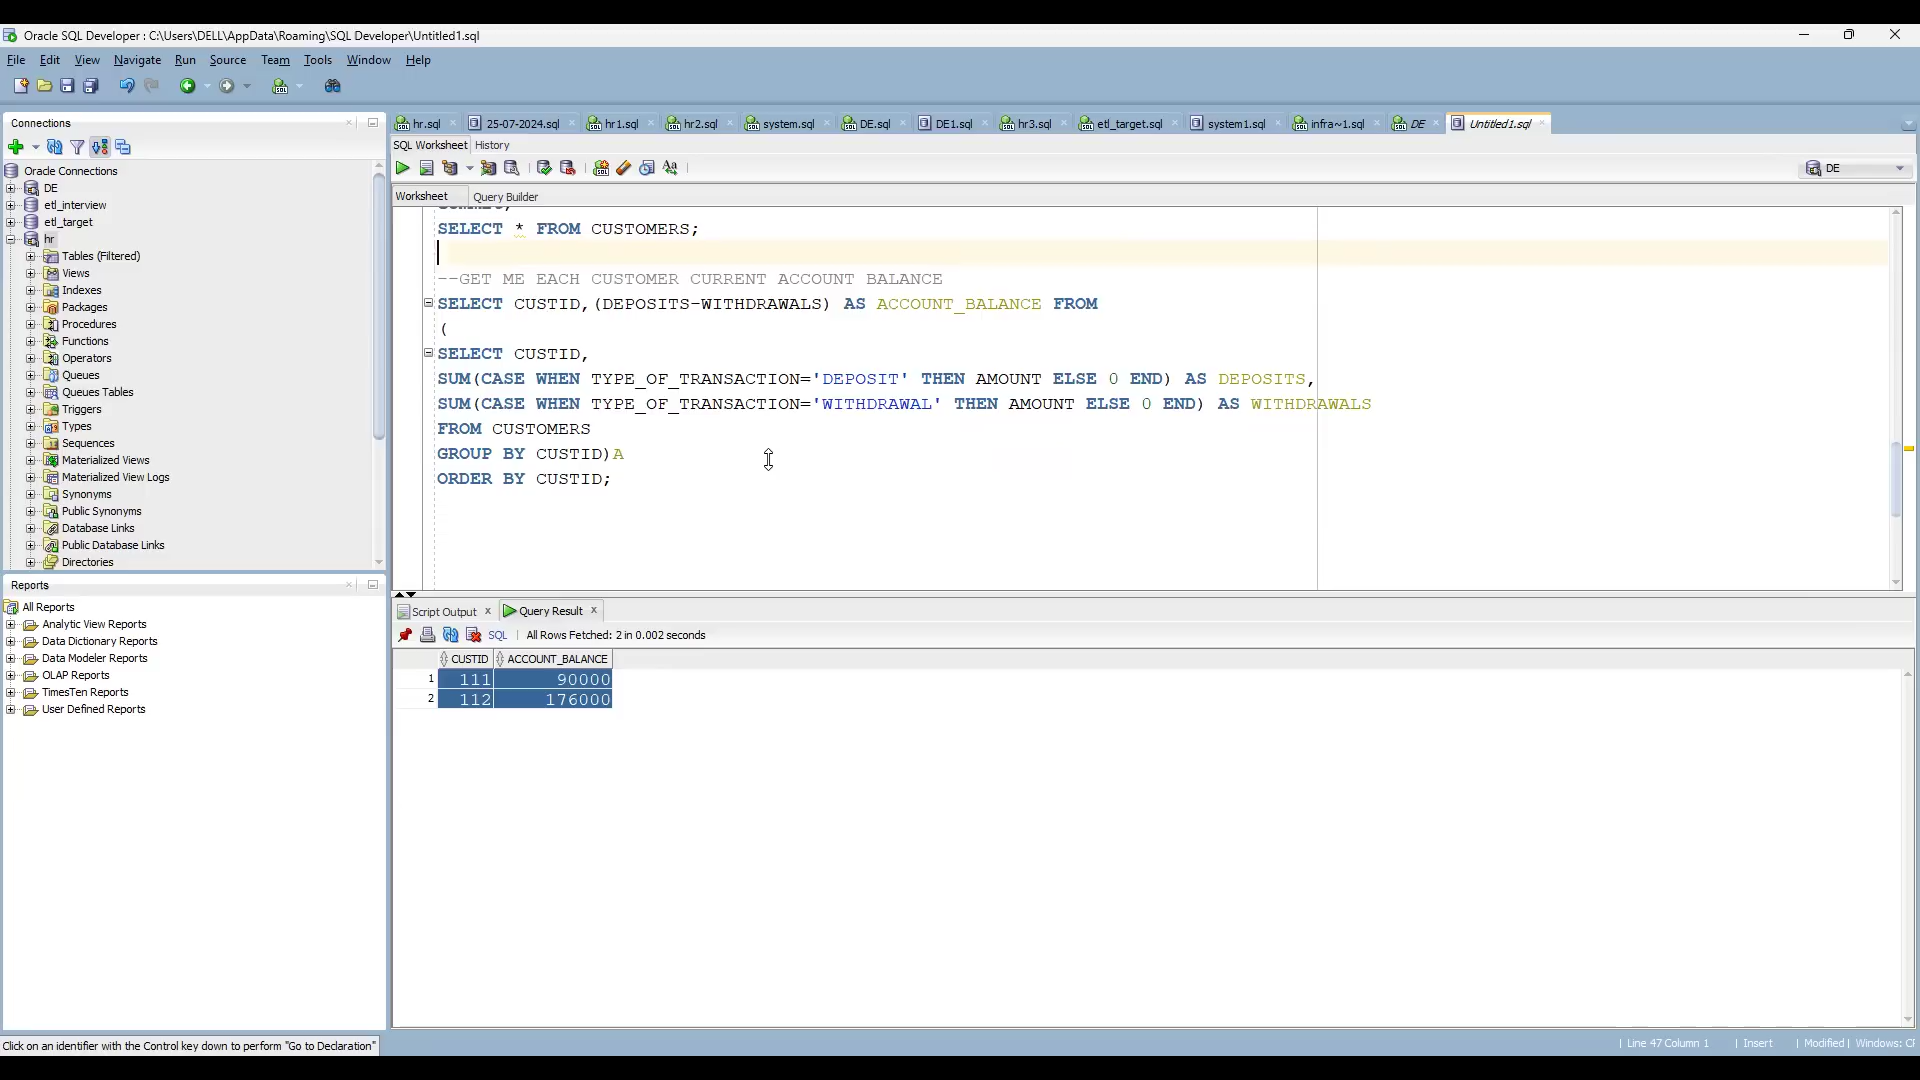 Oracle SQL Developer : C:\Users\DELL\AppData\Roaming\SQL Developer\Untitled1.sql
File Edit View Navigate Run Source Team Tools Window Help
Connections
Oracle Connections
DE
etl_interview
etl_target
hr
Tables (Filtered)
Views
Indexes
Packages
Procedures
Functions
Operators
Queues
Queues Tables
Triggers
Types
Sequences
Materialized Views
Materialized View Logs
Synonyms
Public Synonyms
Database Links
Public Database Links
Directories
Reports
All Reports
Analytic View Reports
Data Dictionary Reports
Data Modeler Reports
OLAP Reports
TimesTen Reports
User Defined Reports
hr.sql 25-07-2024.sql hr1.sql hr2.sql system.sql DE.sql DE1.sql hr3.sql etl_target.sql system1.sql infra~1.sql DE Untitled1.sql
SQL Worksheet History
DE
Worksheet Query Builder
SELECT * FROM CUSTOMERS;
--GET ME EACH CUSTOMER CURRENT ACCOUNT BALANCE
SELECT CUSTID,(DEPOSITS-WITHDRAWALS) AS ACCOUNT_BALANCE FROM
(
SELECT CUSTID,
SUM(CASE WHEN TYPE_OF_TRANSACTION='DEPOSIT' THEN AMOUNT ELSE 0 END) AS DEPOSITS,
SUM(CASE WHEN TYPE_OF_TRANSACTION='WITHDRAWAL' THEN AMOUNT ELSE 0 END) AS WITHDRAWALS
FROM CUSTOMERS
GROUP BY CUSTID)A
ORDER BY CUSTID;
Script Output Query Result
SQL All Rows Fetched: 2 in 0.002 seconds
CUSTID ACCOUNT_BALANCE
1 111 90000
2 112 176000
Click on an identifier with the Control key down to perform "Go to Declaration"
Line 47 Column 1 Insert Modified Windows: CF